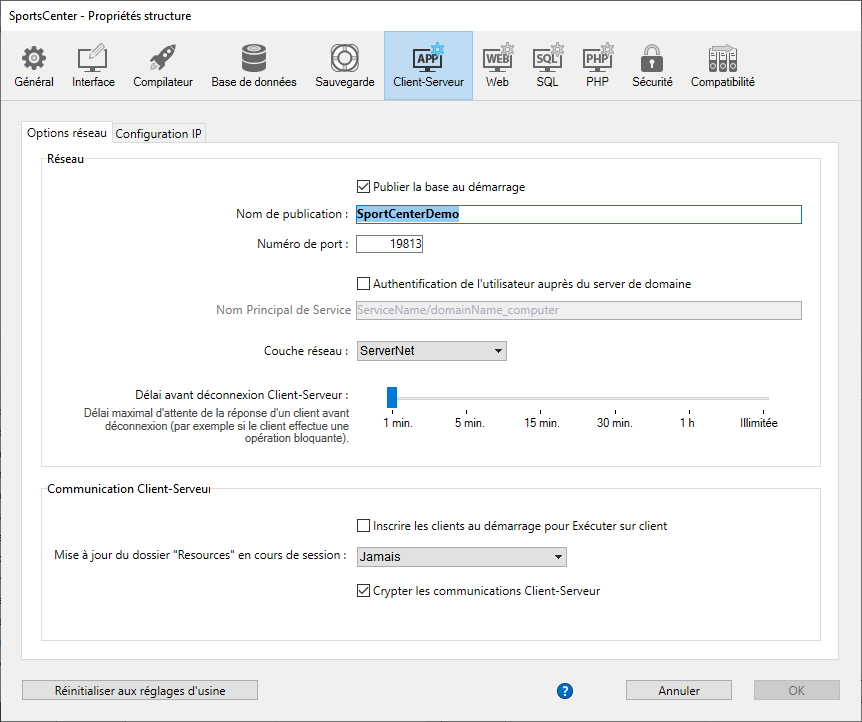 SportsCenter - Propriétés structure
Général
Interface
Compilateur
Base de données
Sauvegarde
APP
Client-Serveur
WEB
Web
SQL
SQL
PHP
PHP
Sécurité
Compatibilité
Options réseau
Configuration IP
Réseau
Publier la base au démarrage
Nom de publication : SportCenterDemo
Numéro de port : 19813
Authentification de l'utilisateur auprès du server de domaine
Nom Principal de Service ServiceName/domainName_computer
Couche réseau : ServerNet
Délai avant déconnexion Client-Serveur :
Délai maximal d'attente de la réponse d'un client avant
déconnexion (par exemple si le client effectue une
opération bloquante).
1 min. 5 min. 15 min. 30 min. 1 h Illimitée
Communication Client-Serveur
Inscrire les clients au démarrage pour Exécuter sur client
Mise à jour du dossier "Resources" en cours de session : Jamais
Crypter les communications Client-Serveur
Réinitialiser aux réglages d'usine
?
Annuler
OK